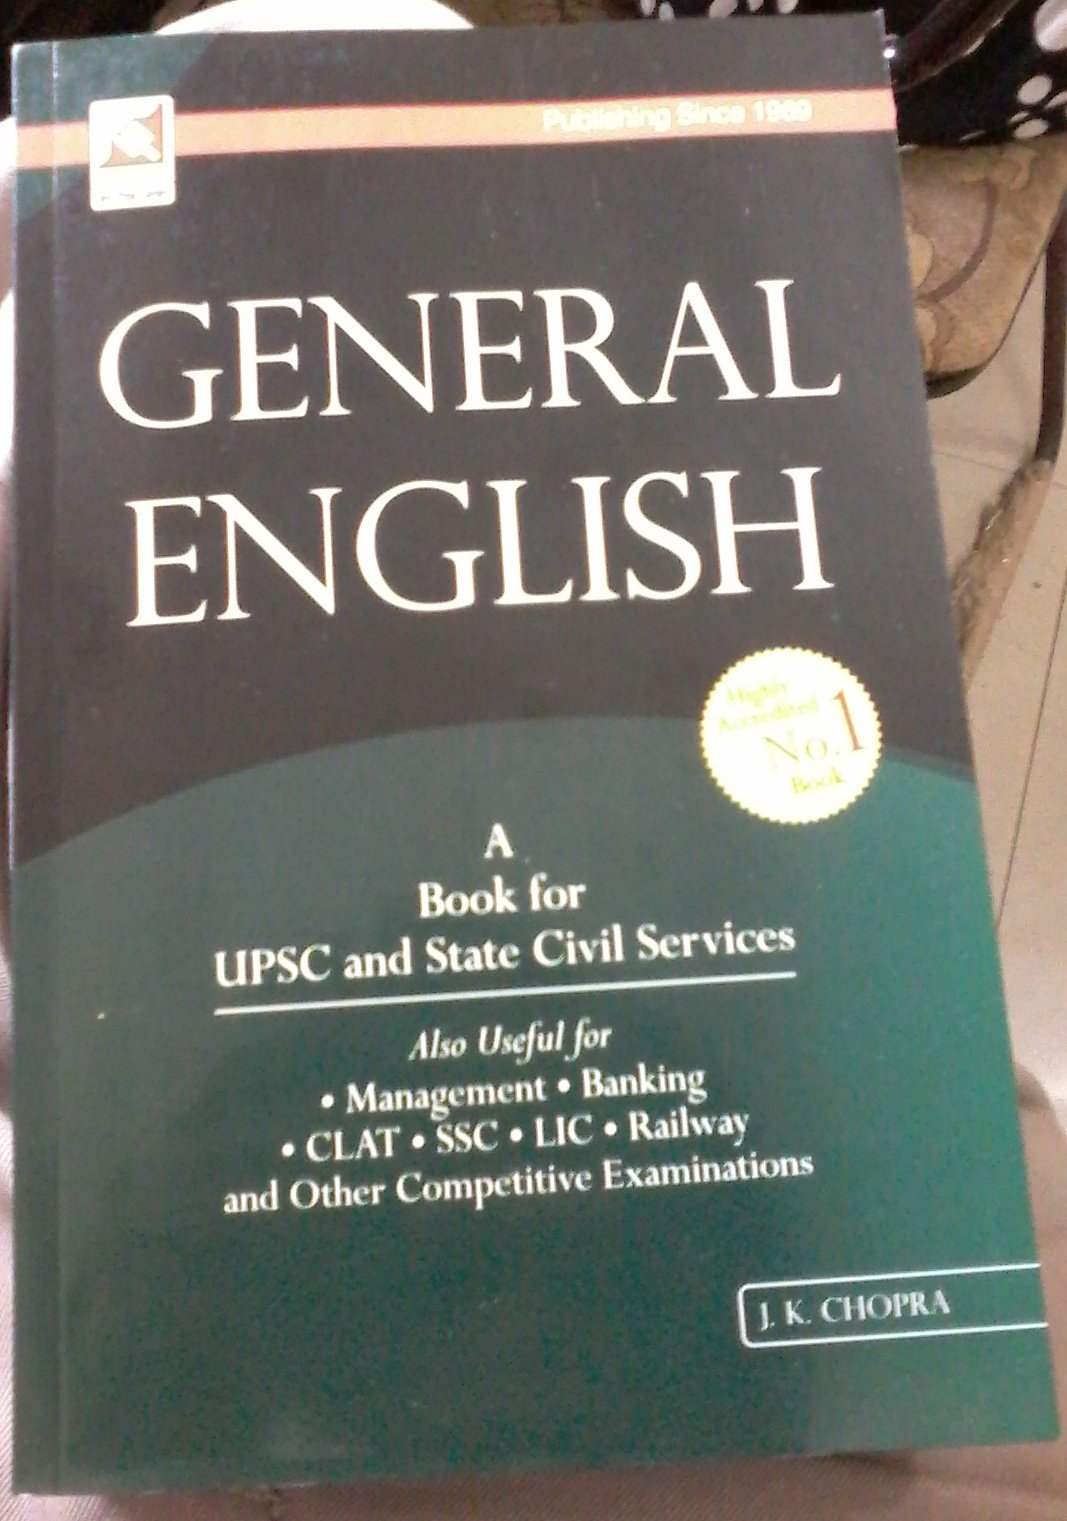 Publishing Since 1969
GENERAL
ENGLISH
Highly
Accredited
No.1
Book
A
Book for
UPSC and State Civil Services
Also Useful for
• Management • Banking
• CLAT • SSC • LIC • Railway
and Other Competitive Examinations
J. K. CHOPRA